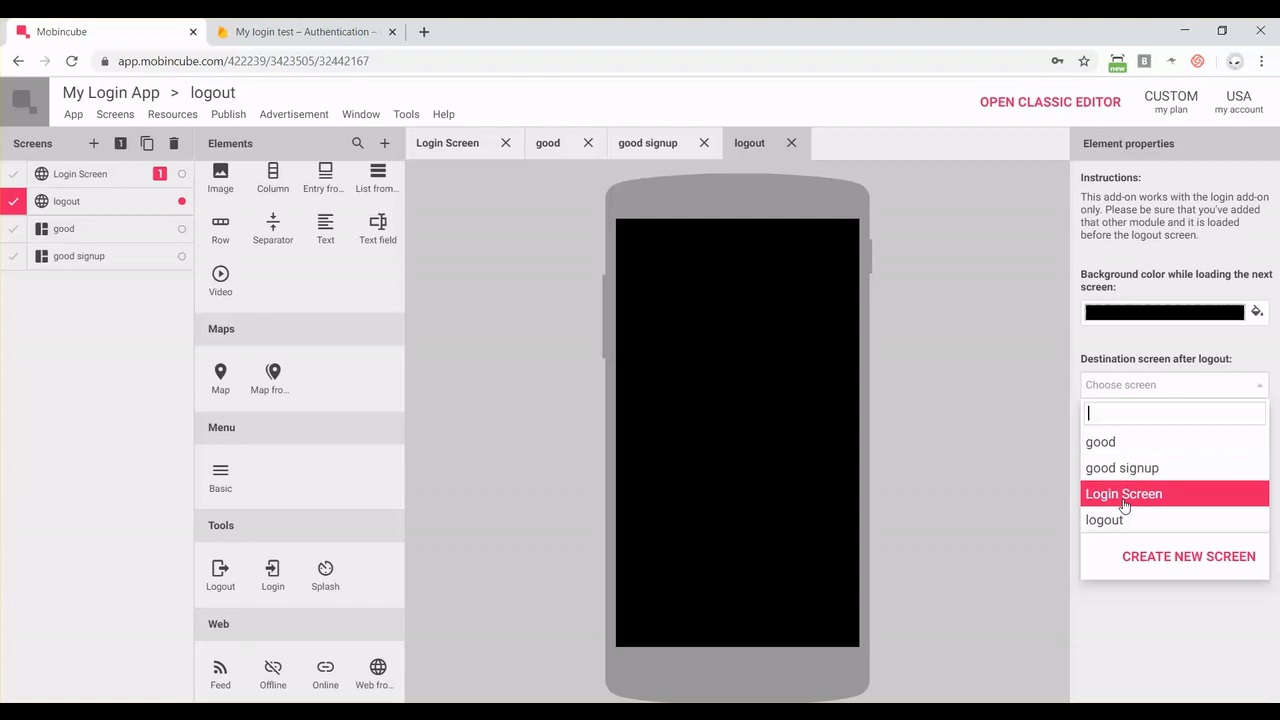 Mobincube
My login test – Authentication –
app.mobincube.com/422239/3423505/32442167
new
My Login App > logout
App Screens Resources Publish Advertisement Window Tools Help
OPEN CLASSIC EDITOR
CUSTOM
my plan
USA
my account
Screens
1
Login Screen
1
logout
good
good signup
Elements
Image Column Entry fro... List from...
Row Separator Text Text field
Video
Maps
Map Map fro...
Menu
Basic
Tools
Logout Login Splash
Web
Feed Offline Online Web fro...
Login Screen good good signup logout
Element properties
Instructions:
This add-on works with the login add-on
only. Please be sure that you've added
that other module and it is loaded
before the logout screen.
Background color while loading the next
screen:
Destination screen after logout:
Choose screen
good
good signup
Login Screen
logout
CREATE NEW SCREEN